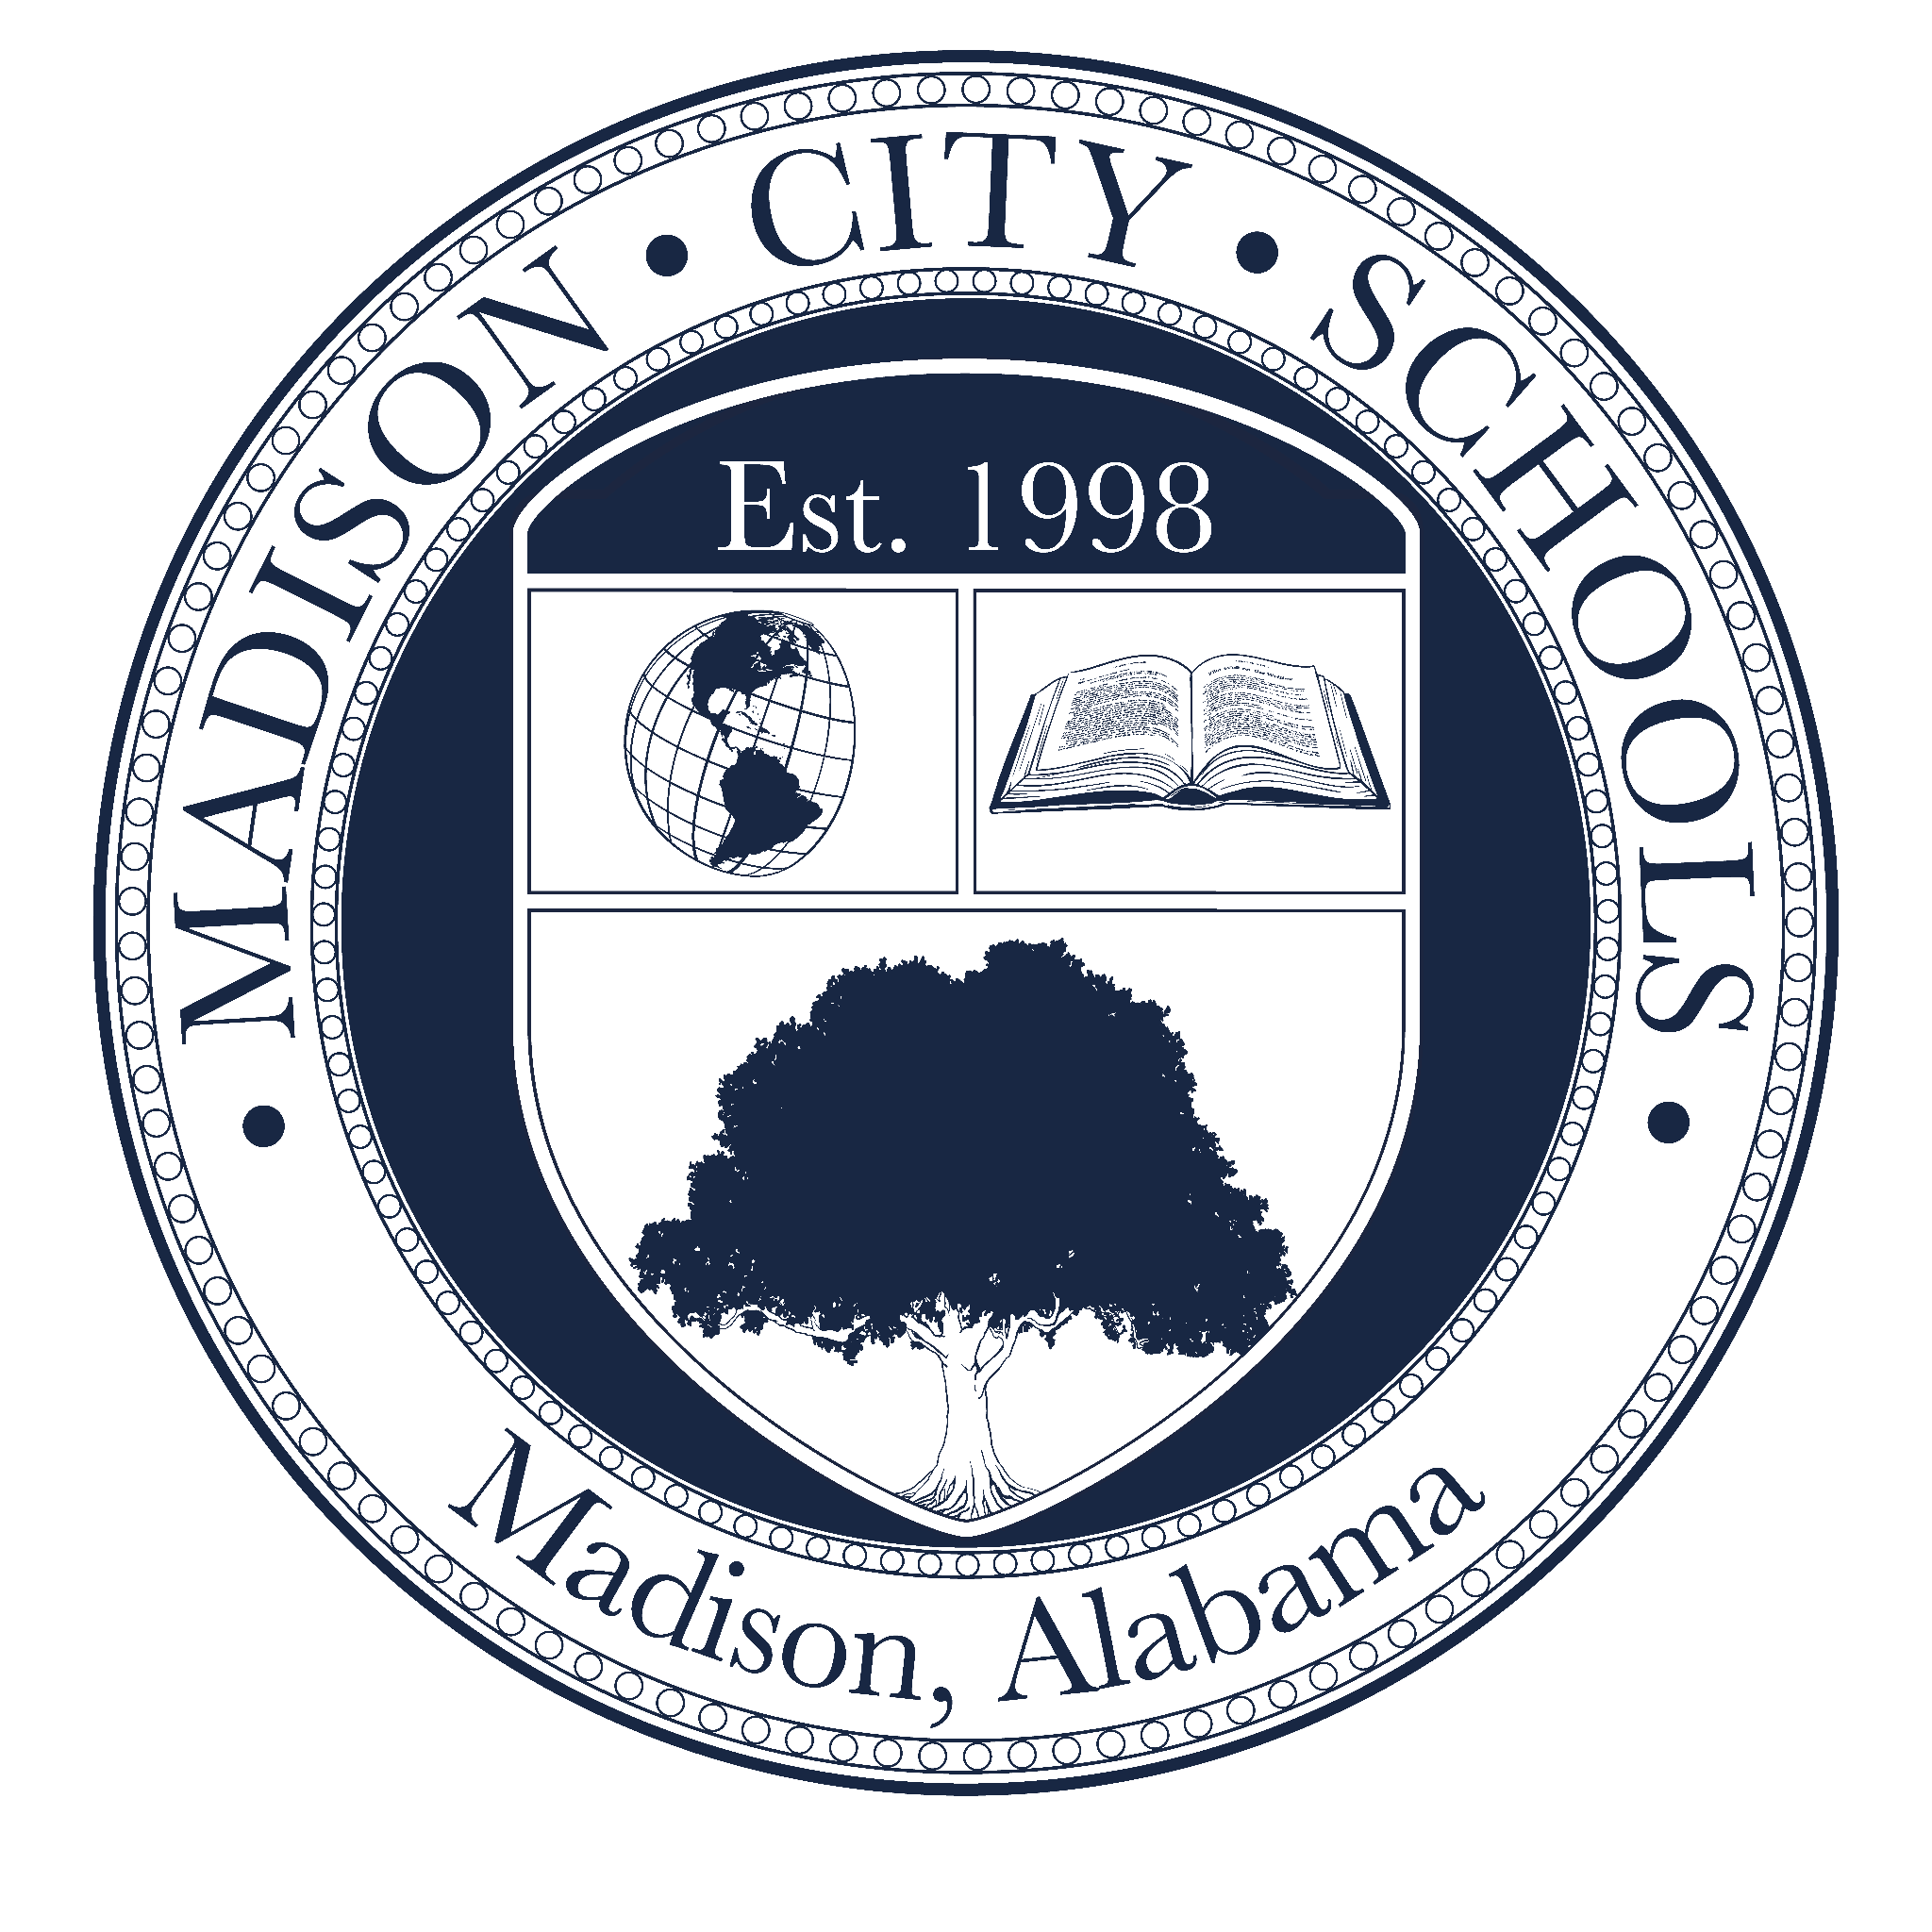 MADISON • CITY • SCHOOLS
Est. 1998
Madison, Alabama